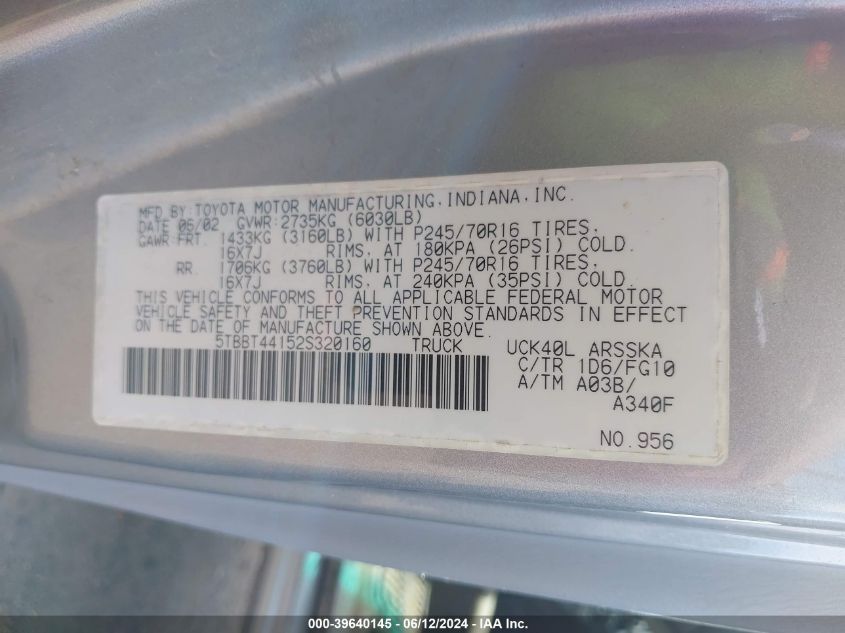 MFD.BY:TOYOTA MOTOR MANUFACTURING,INDIANA,INC.
DATE 06/02 GVWR:2735KG (6030LB)
GAWR:FRT. 1433KG (3160LB) WITH P245/70R16 TIRES,
16X7J RIMS, AT 180KPA (26PSI) COLD.
RR. 1706KG (3760LB) WITH P245/70R16 TIRES,
16X7J RIMS, AT 240KPA (35PSI) COLD.
THIS VEHICLE CONFORMS TO ALL APPLICABLE FEDERAL MOTOR
VEHICLE SAFETY AND THEFT PREVENTION STANDARDS IN EFFECT
ON THE DATE OF MANUFACTURE SHOWN ABOVE.
5TBBT44152S320160 TRUCK UCK40L ARSSKA
C/TR 1D6/FG10
A/TM A03B/
A340F
NO.956
000-39640145 - 06/12/2024 - IAAI.com